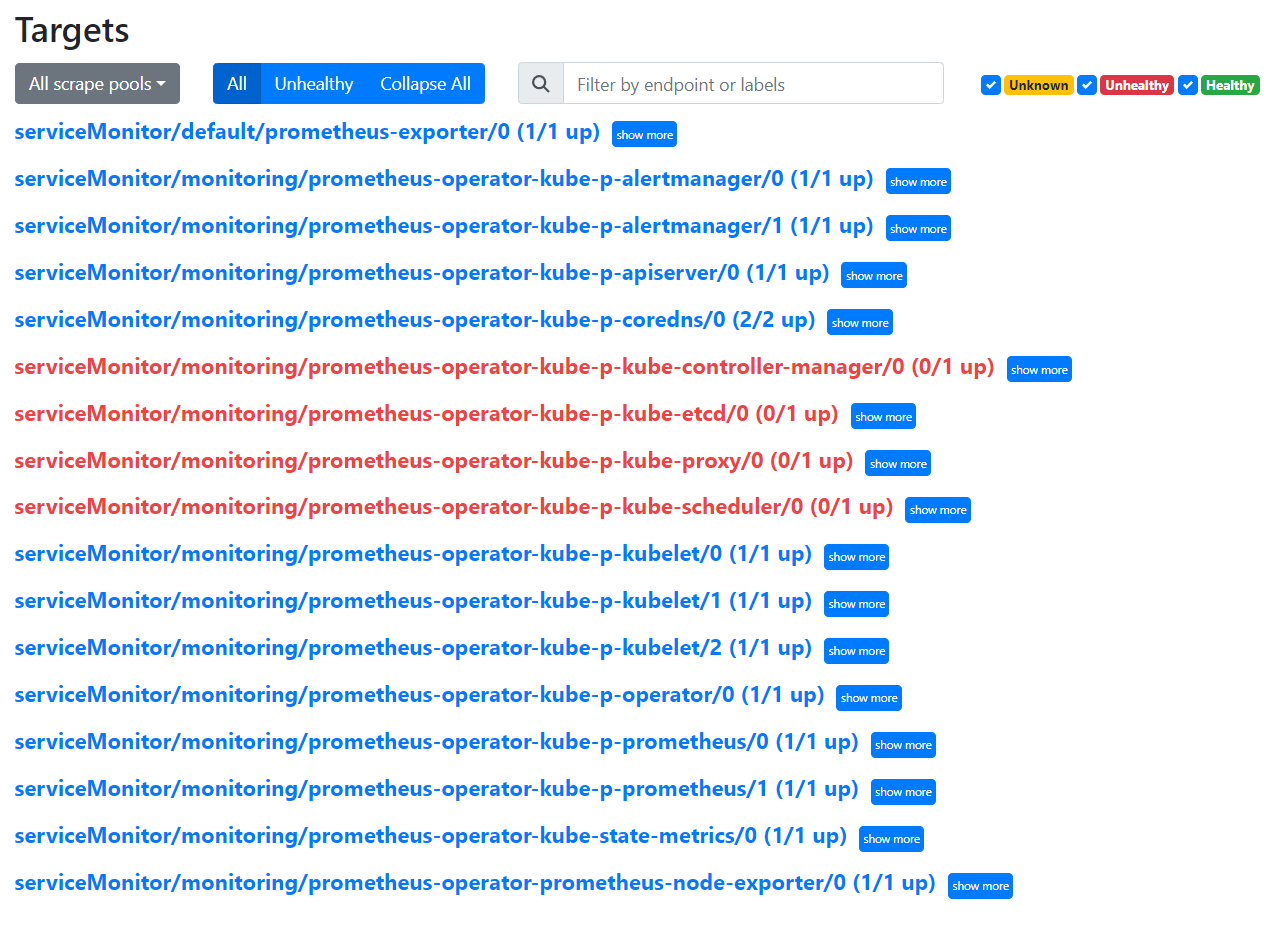 Targets
All scrape pools All Unhealthy Collapse All Filter by endpoint or labels Unknown Unhealthy Healthy
serviceMonitor/default/prometheus-exporter/0 (1/1 up) show more
serviceMonitor/monitoring/prometheus-operator-kube-p-alertmanager/0 (1/1 up) show more
serviceMonitor/monitoring/prometheus-operator-kube-p-alertmanager/1 (1/1 up) show more
serviceMonitor/monitoring/prometheus-operator-kube-p-apiserver/0 (1/1 up) show more
serviceMonitor/monitoring/prometheus-operator-kube-p-coredns/0 (2/2 up) show more
serviceMonitor/monitoring/prometheus-operator-kube-p-kube-controller-manager/0 (0/1 up) show more
serviceMonitor/monitoring/prometheus-operator-kube-p-kube-etcd/0 (0/1 up) show more
serviceMonitor/monitoring/prometheus-operator-kube-p-kube-proxy/0 (0/1 up) show more
serviceMonitor/monitoring/prometheus-operator-kube-p-kube-scheduler/0 (0/1 up) show more
serviceMonitor/monitoring/prometheus-operator-kube-p-kubelet/0 (1/1 up) show more
serviceMonitor/monitoring/prometheus-operator-kube-p-kubelet/1 (1/1 up) show more
serviceMonitor/monitoring/prometheus-operator-kube-p-kubelet/2 (1/1 up) show more
serviceMonitor/monitoring/prometheus-operator-kube-p-operator/0 (1/1 up) show more
serviceMonitor/monitoring/prometheus-operator-kube-p-prometheus/0 (1/1 up) show more
serviceMonitor/monitoring/prometheus-operator-kube-p-prometheus/1 (1/1 up) show more
serviceMonitor/monitoring/prometheus-operator-kube-state-metrics/0 (1/1 up) show more
serviceMonitor/monitoring/prometheus-operator-prometheus-node-exporter/0 (1/1 up) show more